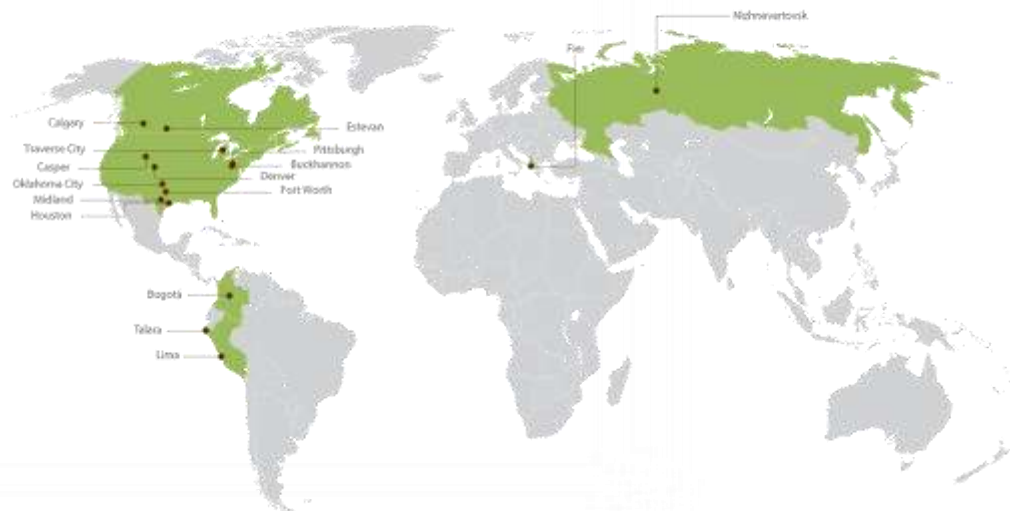 Nizhnevartovsk
Fier
Calgary
Estevan
Traverse City
Pittsburgh
Casper
Buckhannon
Denver
Oklahoma City
Fort Worth
Midland
Houston
Bogotá
Talara
Lima